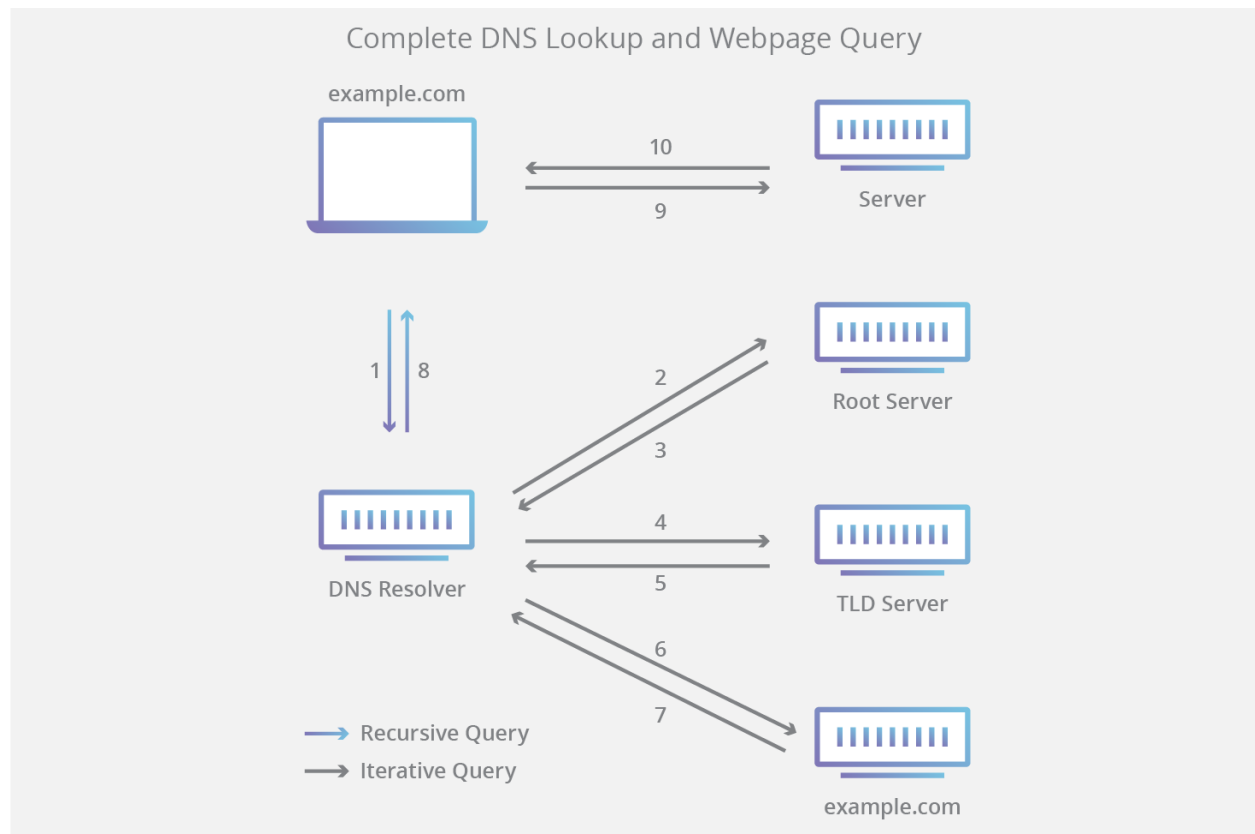 Complete DNS Lookup and Webpage Query
example.com
10
9
Server
1
8
2
3
Root Server
DNS Resolver
4
5
TLD Server
6
7
example.com
Recursive Query
Iterative Query